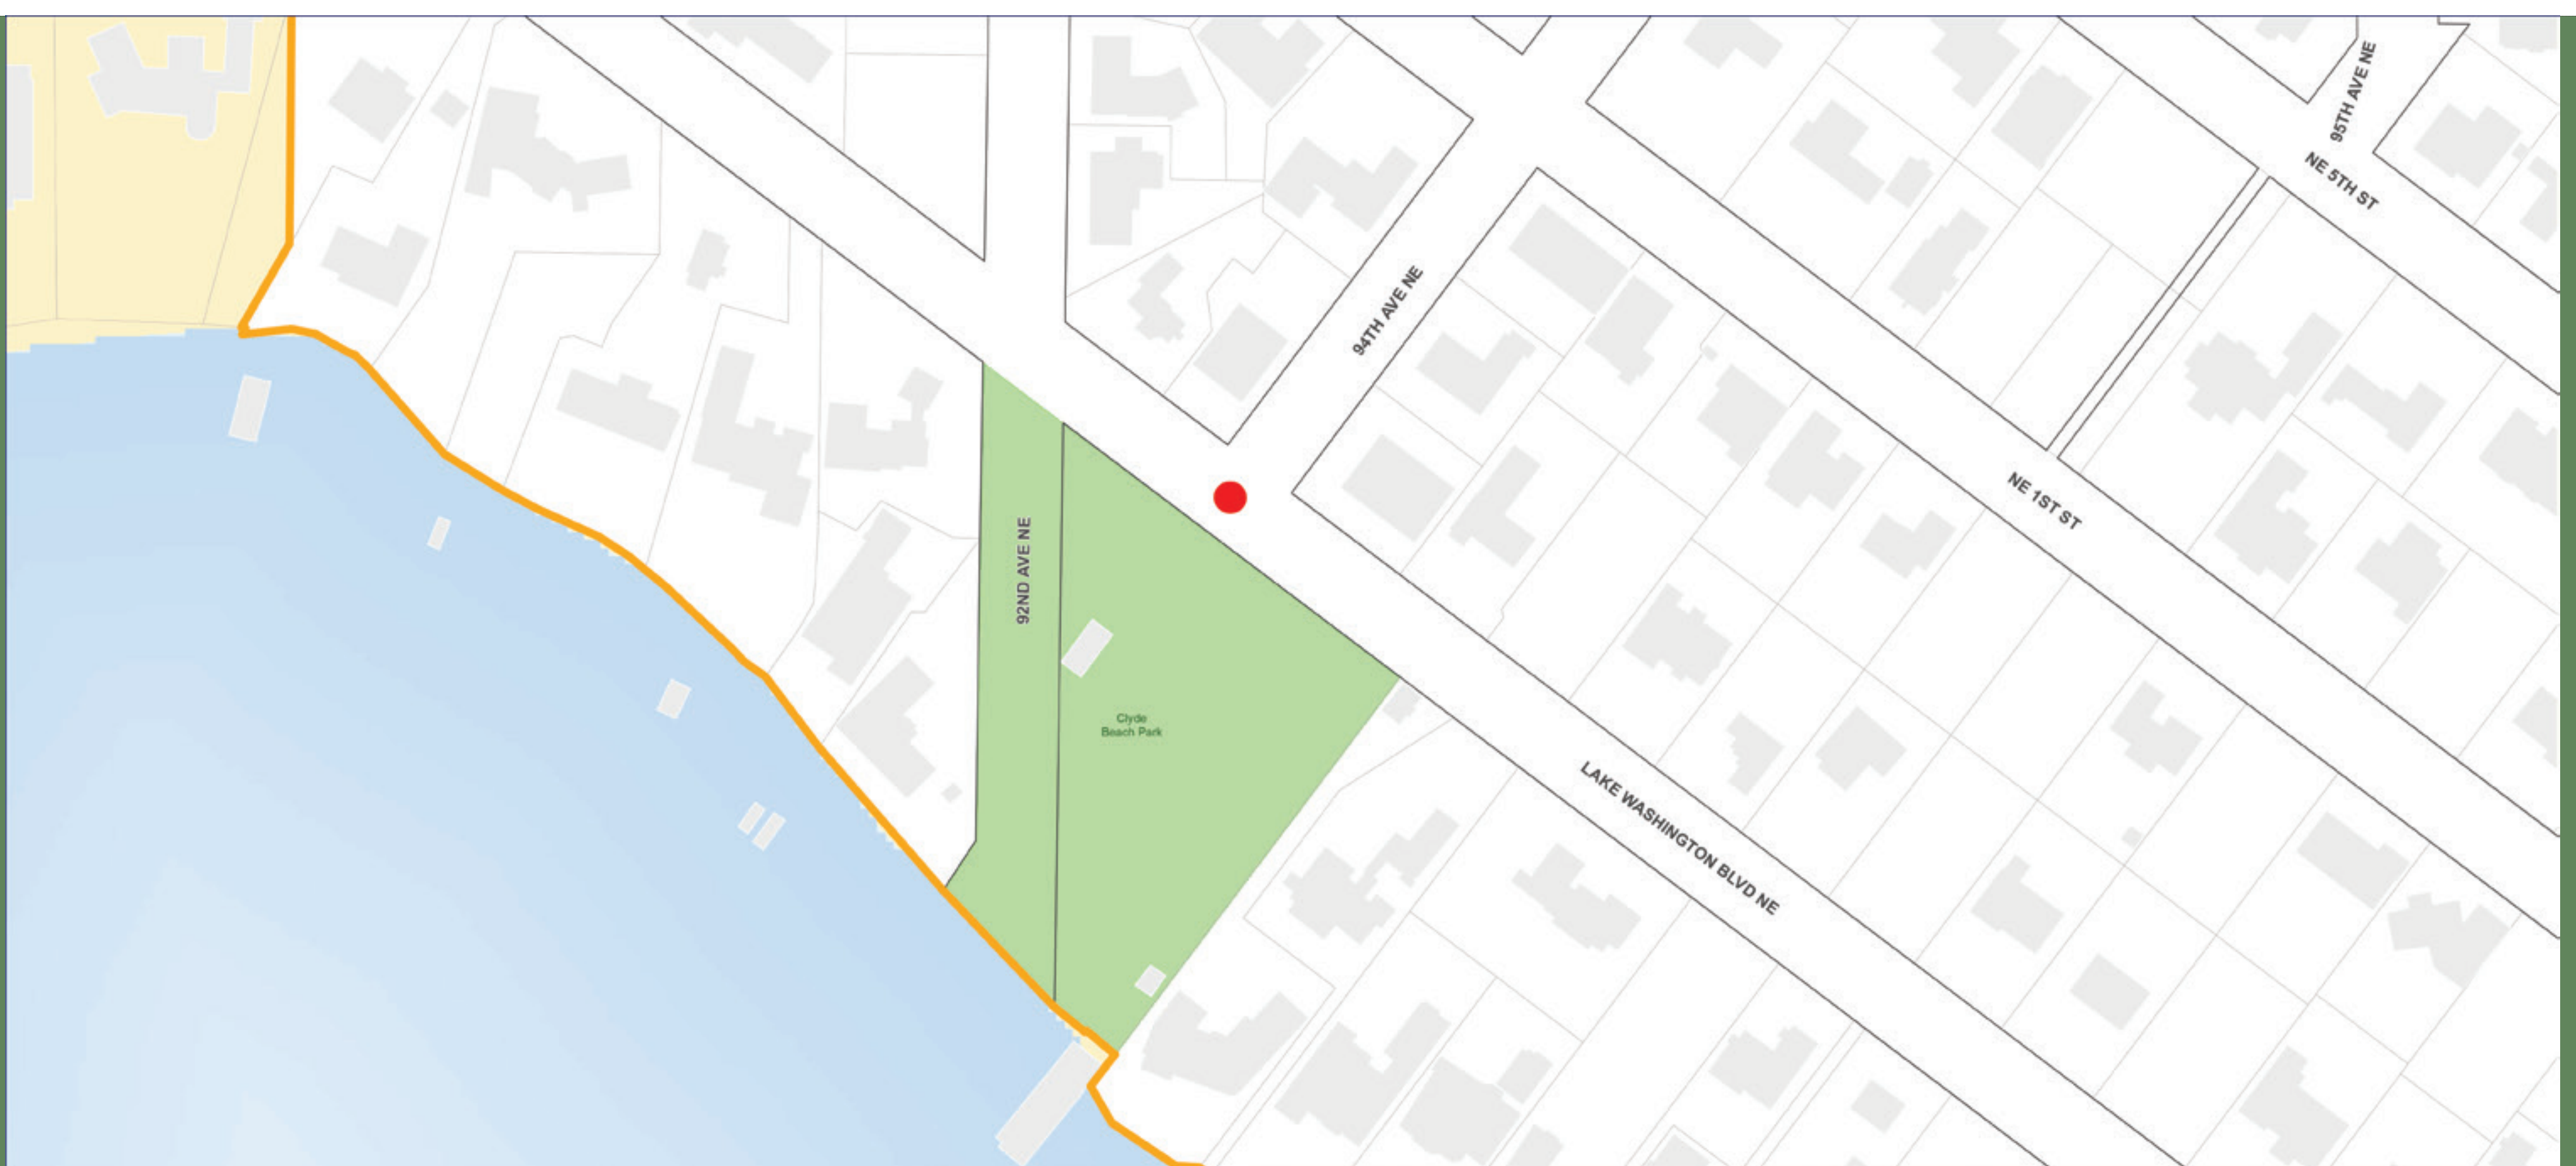 95TH AVE NE
NE 5TH ST
94TH AVE NE
NE 1ST ST
92ND AVE NE
Clyde
Beach Park
LAKE WASHINGTON BLVD NE